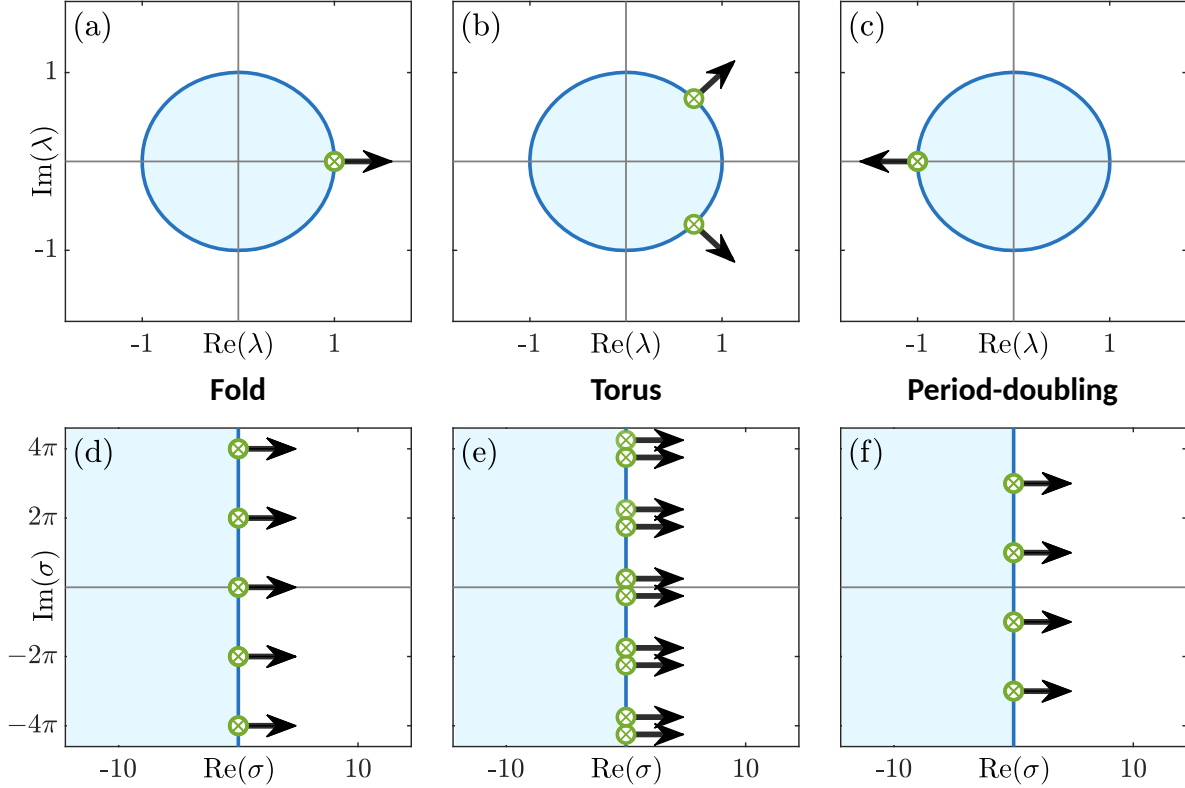 (a) (b) (c)
1
Im(λ)
-1
-1 Re(λ) 1 -1 Re(λ) 1 -1 Re(λ) 1
Fold Torus Period-doubling
(d) (e) (f)
4π
2π
Im(σ)
−2π
−4π
-10 Re(σ) 10 -10 Re(σ) 10 -10 Re(σ) 10